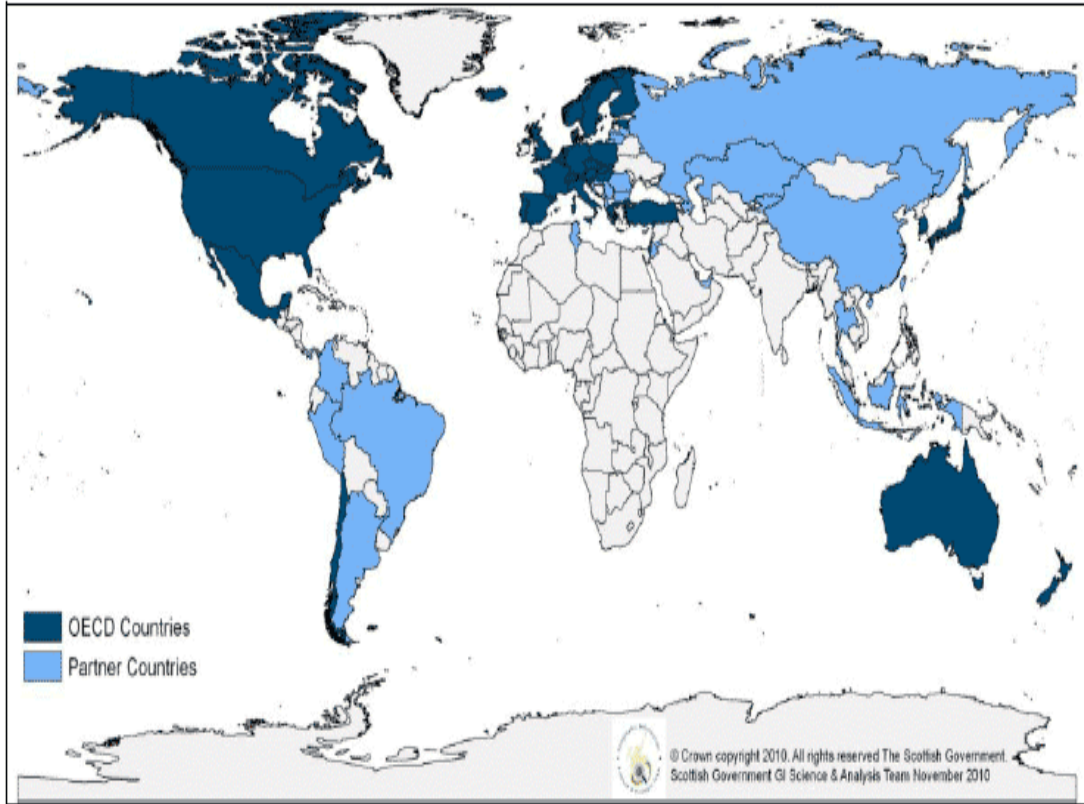 OECD Countries
Partner Countries
© Crown copyright 2010. All rights reserved The Scottish Government.
Scottish Government GI Science & Analysis Team November 2010